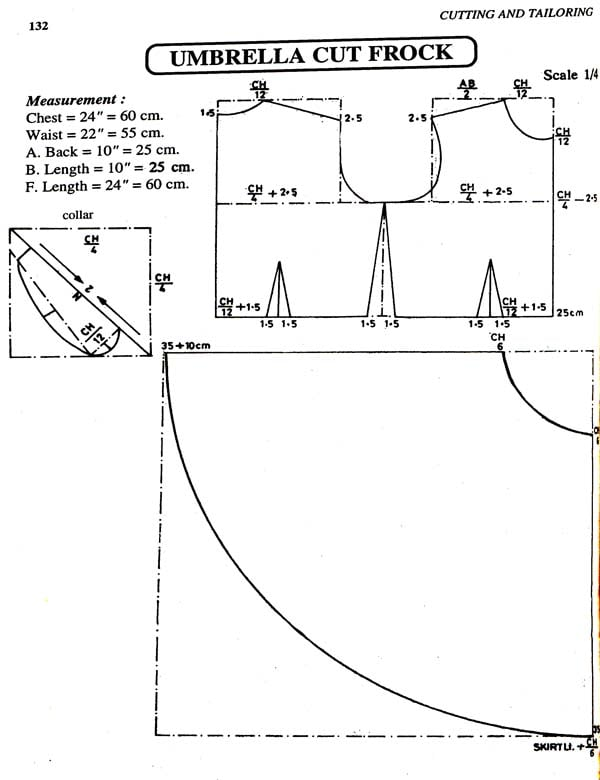 132
CUTTING AND TAILORING
UMBRELLA CUT FROCK
Scale 1/4
Measurement :
Chest = 24" = 60 cm.
Waist = 22" = 55 cm.
A. Back = 10" = 25 cm.
B. Length = 10" = 25 cm.
F. Length = 24" = 60 cm.
CH/12
AB/2
CH/12
1·5
2·5
2·5
CH/12
CH/4 + 2·5
CH/4 + 2·5
CH/4 - 2·5
CH/12 + 1·5
CH/12 + 1·5
25cm
1·5 1·5
1·5 1·5
1·5 1·5
collar
CH/4
CH/4
2
CH/12
35+10cm
CH/6
SKIRT LI. + CH/6